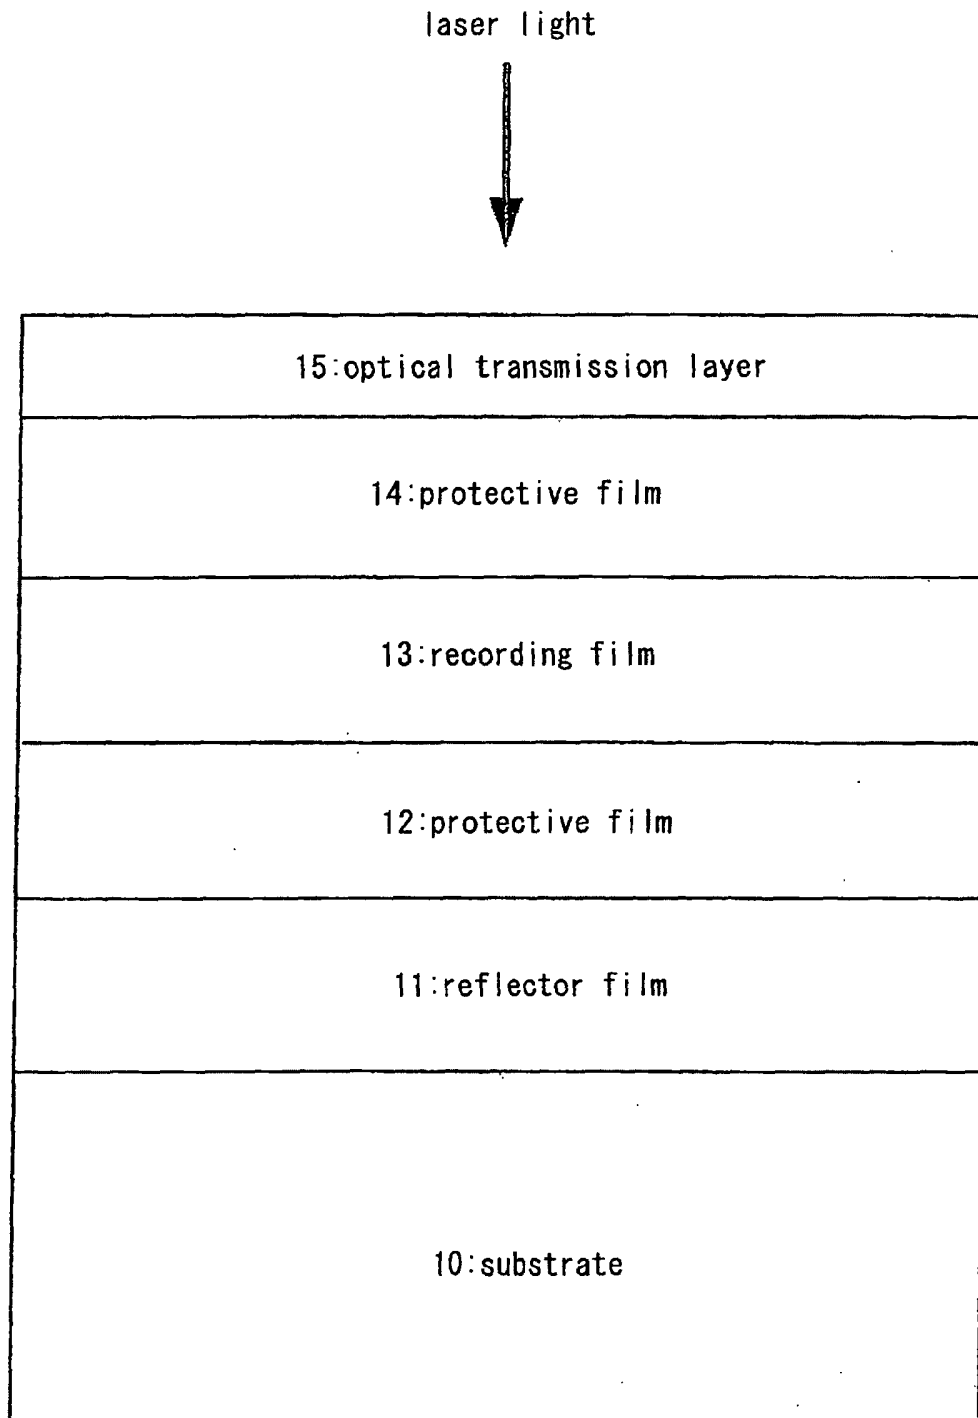 laser light
15:optical transmission layer
14:protective film
13:recording film
12:protective film
11:reflector film
10:substrate